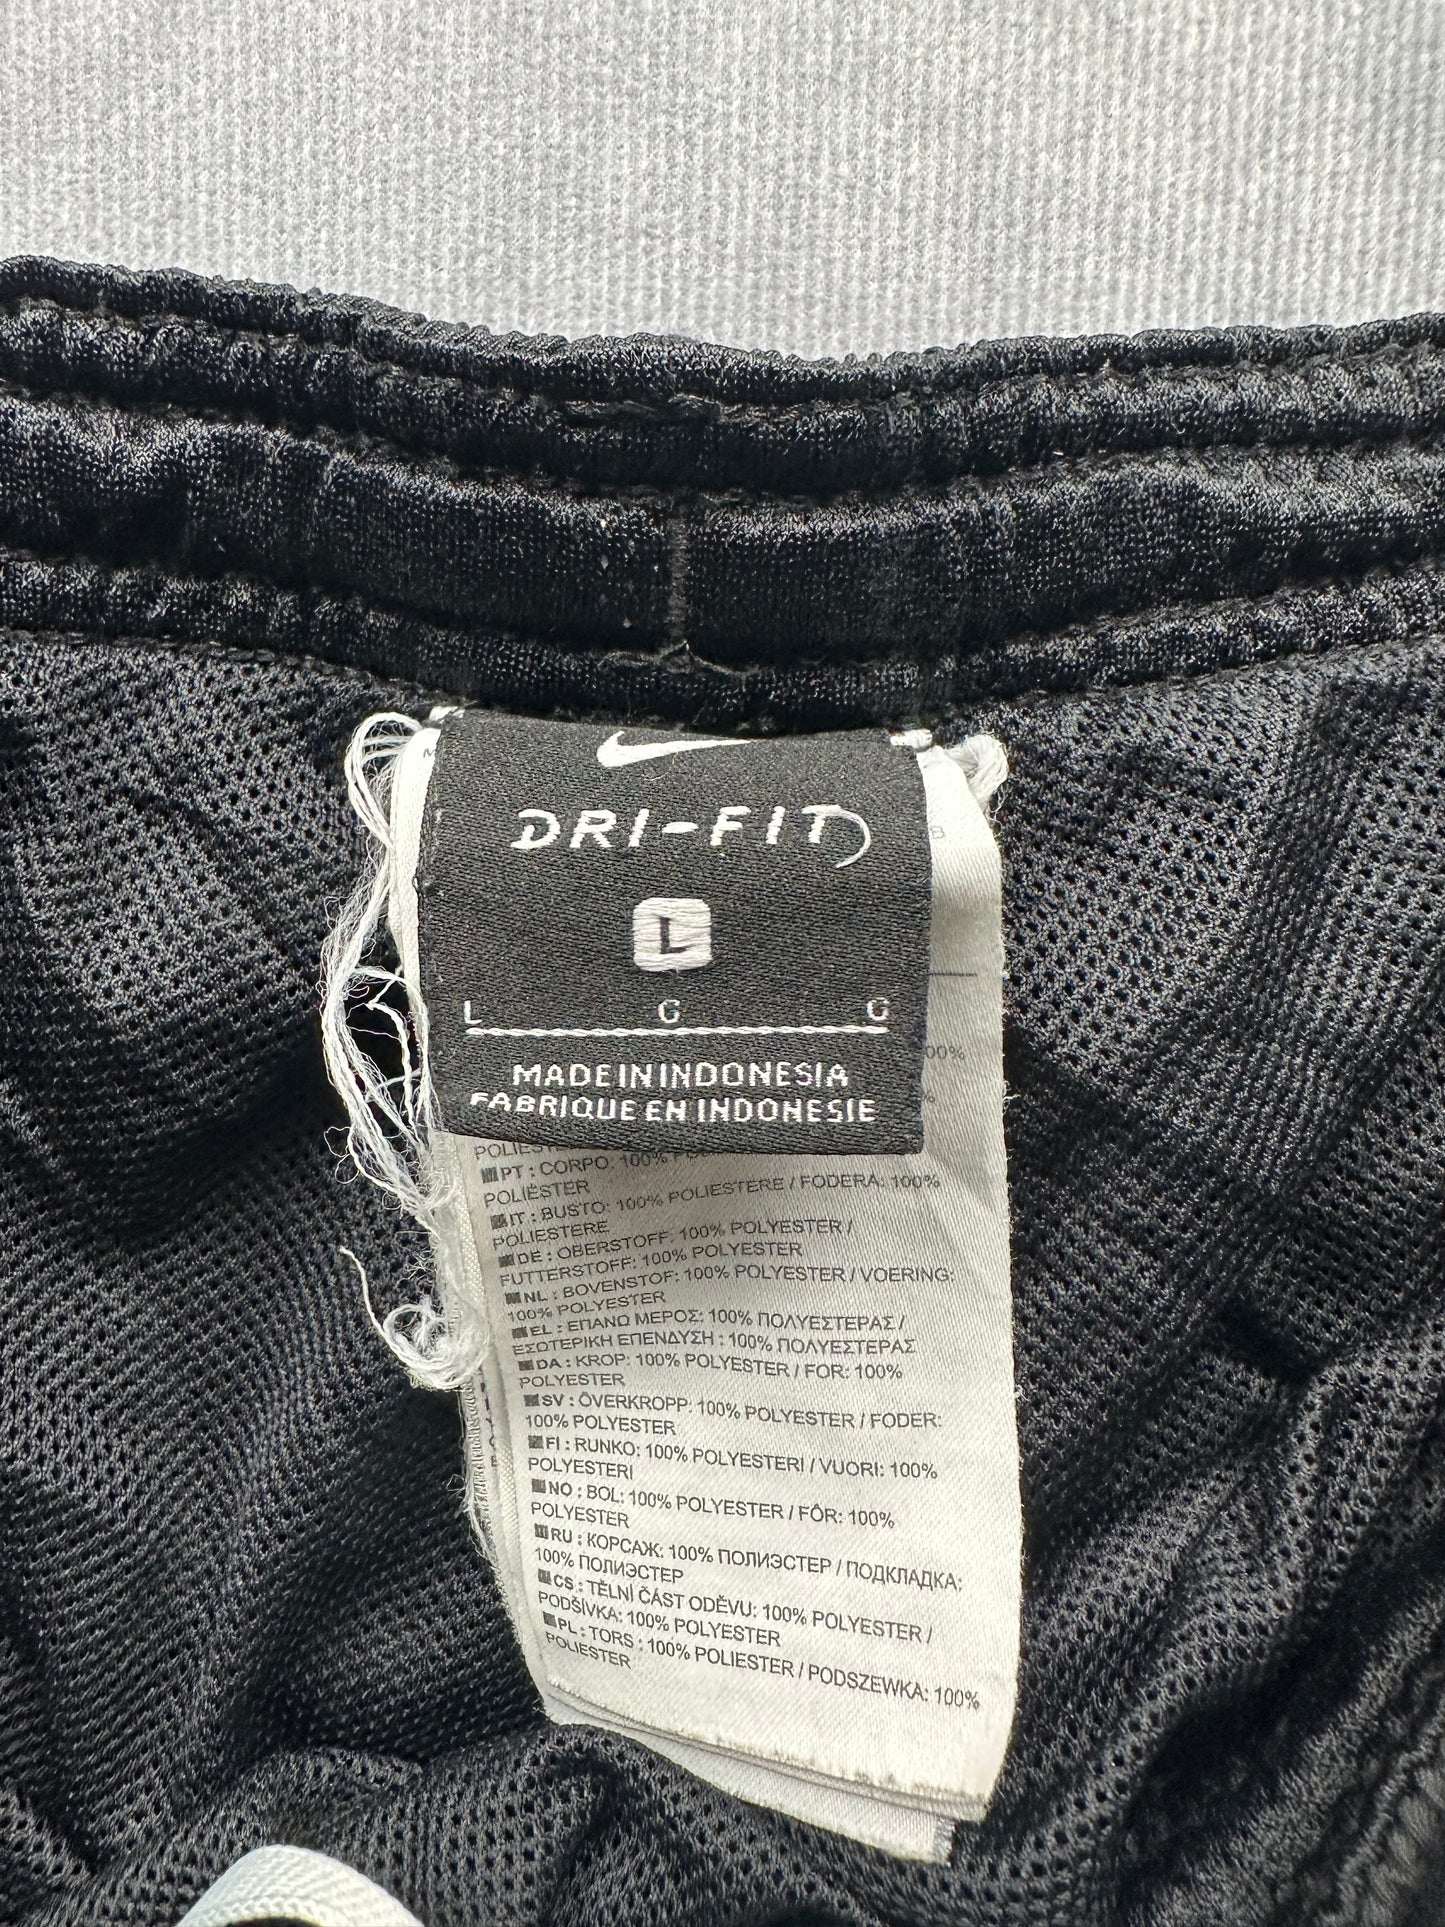 DRI-FIT
L
L G G
MADE IN INDONESIA
FABRIQUE EN INDONESIE
B
00%
%
PT : CORPO: 100%
POLIÉSTER
IT : BUSTO: 100% POLIESTERE / FODERA: 100%
POLIESTERE
DE : OBERSTOFF: 100% POLYESTER /
FUTTERSTOFF: 100% POLYESTER
NL : BOVENSTOF: 100% POLYESTER / VOERING:
100% POLYESTER
EL : ΕΠΑΝΩ ΜΕΡΟΣ: 100% ΠΟΛΥΕΣΤΕΡΑΣ /
ΕΣΩΤΕΡΙΚΗ ΕΠΕΝΔΥΣΗ : 100% ΠΟΛΥΕΣΤΕΡΑΣ
DA : KROP: 100% POLYESTER / FOR: 100%
POLYESTER
SV : ÖVERKROPP: 100% POLYESTER / FODER:
100% POLYESTER
FI : RUNKO: 100% POLYESTERI / VUORI: 100%
POLYESTERI
NO : BOL: 100% POLYESTER / FÔR: 100%
POLYESTER
RU : КОРСАЖ: 100% ПОЛИЭСТЕР / ПОДКЛАДКА:
100% ПОЛИЭСТЕР
CS : TĚLNÍ ČÁST ODĚVU: 100% POLYESTER /
PODŠÍVKA: 100% POLYESTER
PL : TORS : 100% POLIESTER / PODSZEWKA: 100%
POLIESTER